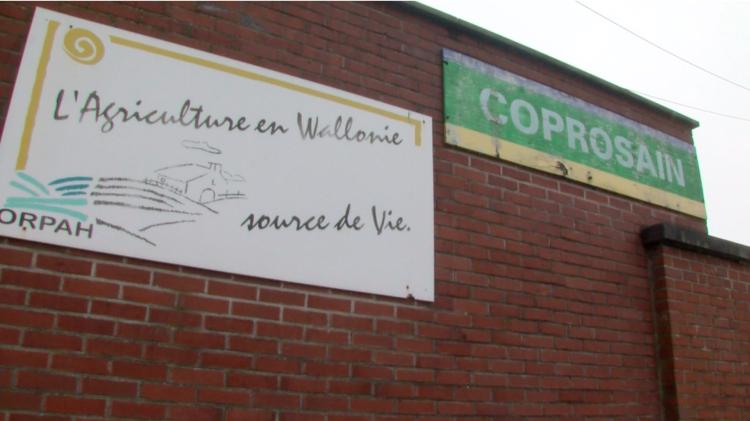 L'Agriculture en Wallonie
source de Vie.
ORPAH
COPROSAIN